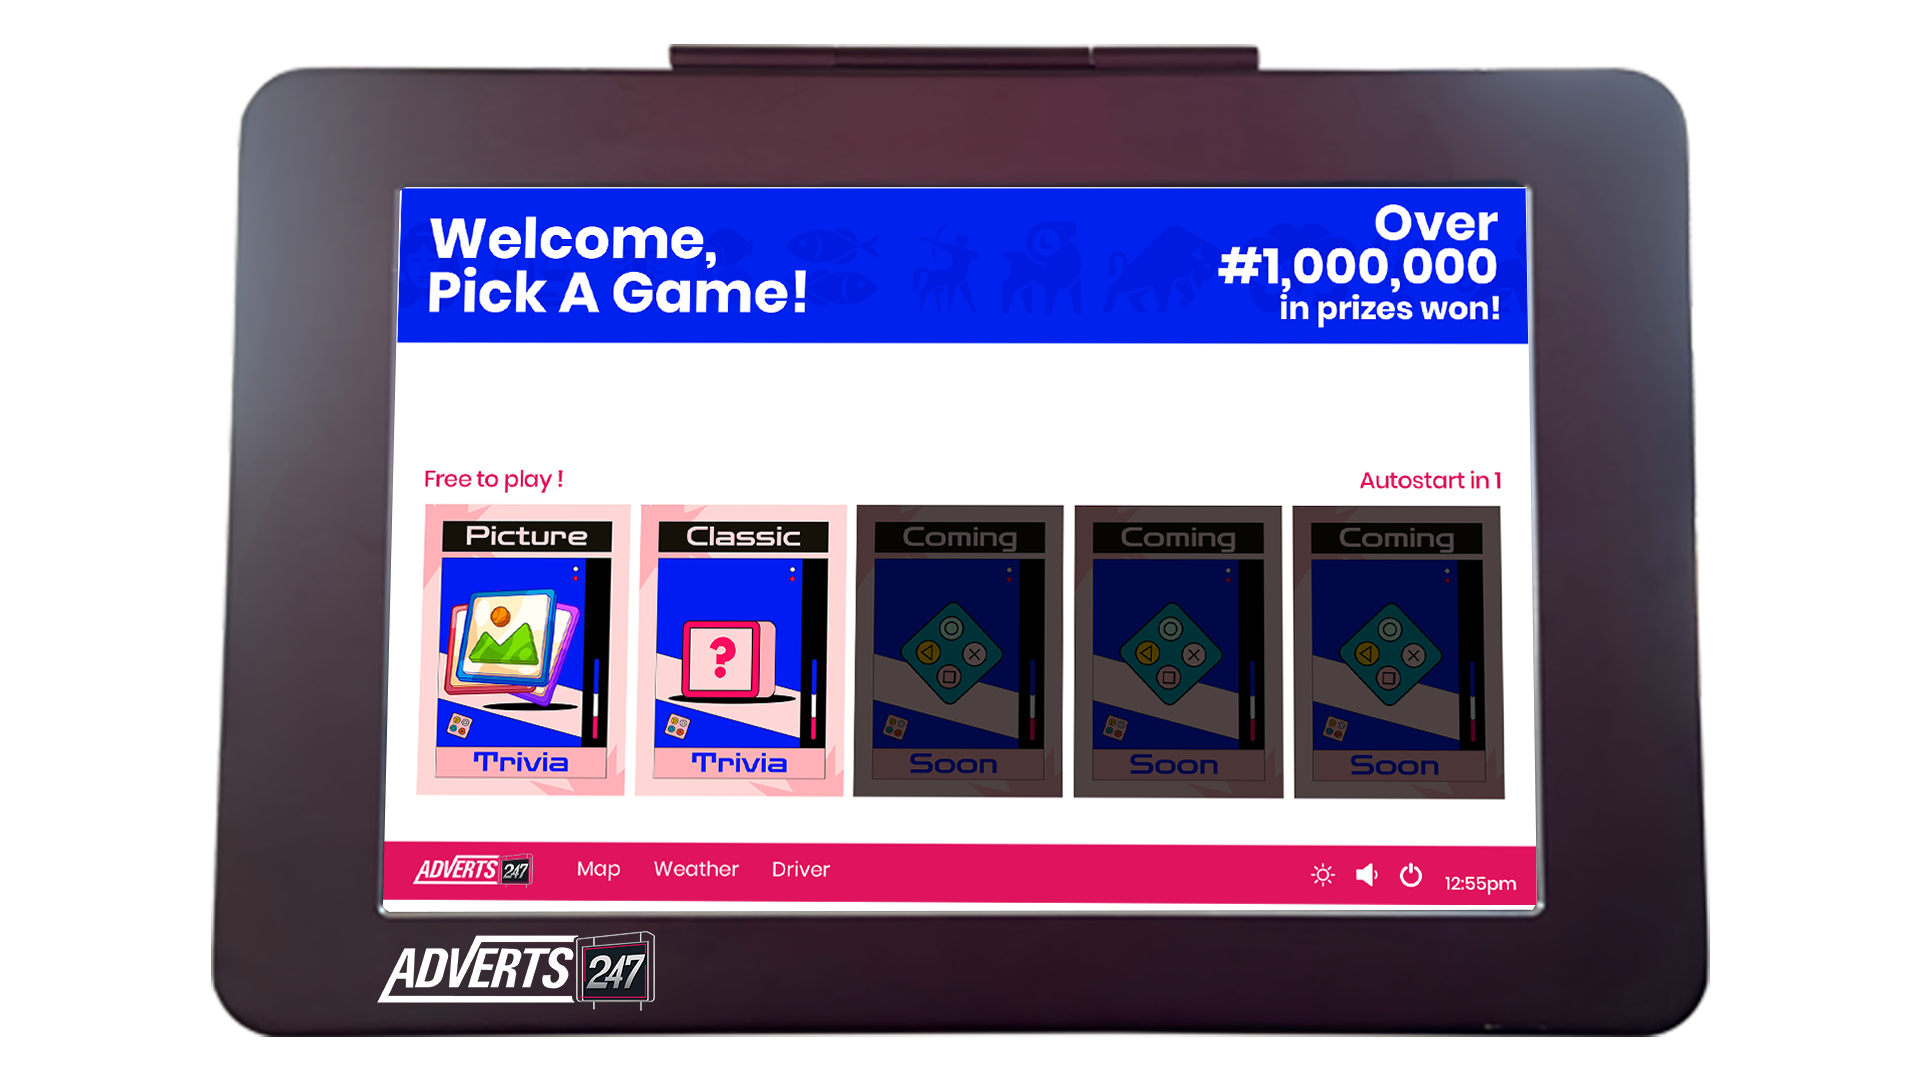 Welcome,
Pick A Game!
Over
#1,000,000
in prizes won!
Free to play !
Autostart in 1
Picture
Trivia
Classic
?
Trivia
Coming
Soon
Coming
Soon
Coming
Soon
ADVERTS 247
Map
Weather
Driver
12:55pm
ADVERTS 247